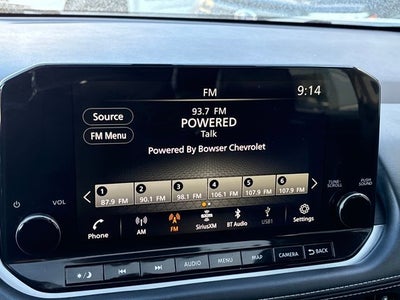 FM
9:14
Source
93.7 FM
POWERED
FM Menu
Talk
Powered By Bowser Chevrolet
1 2 3 4 5 6
87.9 FM 90.1 FM 98.1 FM 106.1 FM 107.9 FM 107.9 FM
VOL
TUNE-SCROLL
PUSH SOUND
Phone AM FM SiriusXM BT Audio USB1 Settings
AUDIO MENU MAP CAMERA BACK